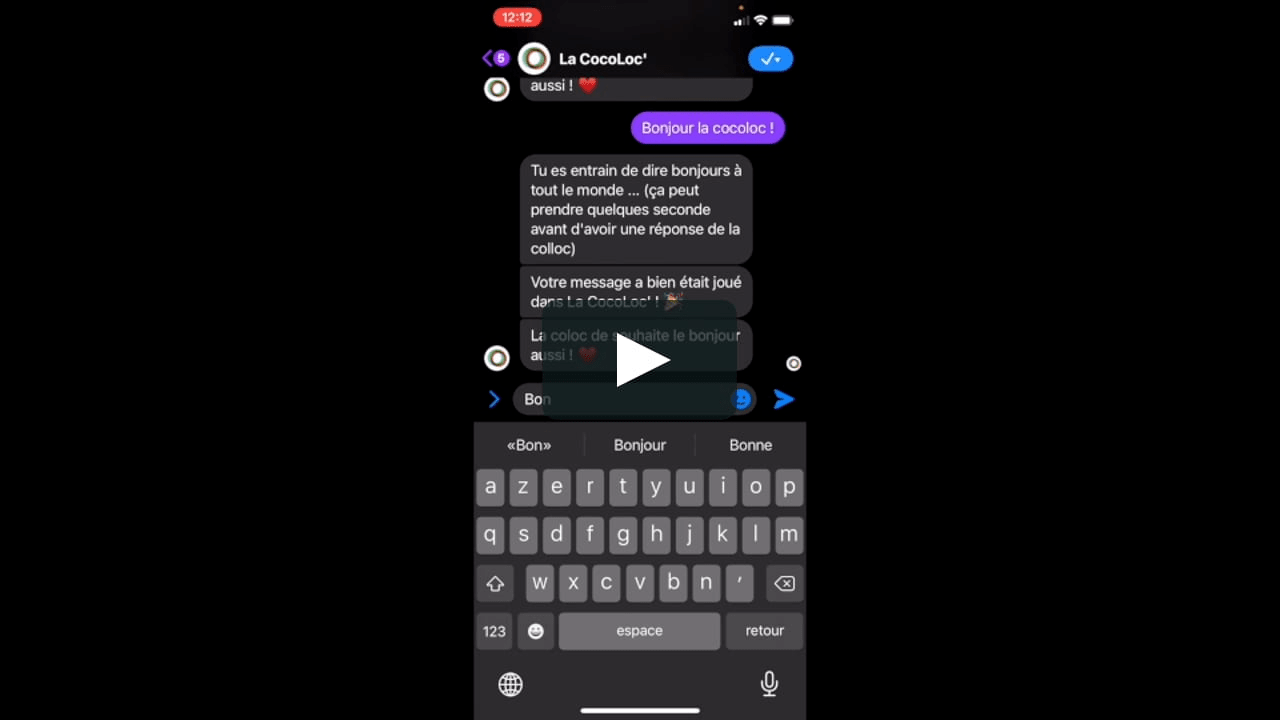 12:12
5
La CocoLoc'
aussi ! ❤️
Bonjour la cocoloc !
Tu es entrain de dire bonjours à
tout le monde ... (ça peut
prendre quelques seconde
avant d'avoir une réponse de la
colloc)
Votre message a bien était joué
dans La CocoLoc' ! 🎉
La coloc de souhaite le bonjour
aussi ! ❤️
Bon
«Bon» Bonjour Bonne
a z e r t y u i o p
q s d f g h j k l m
w x c v b n ′
123 espace retour